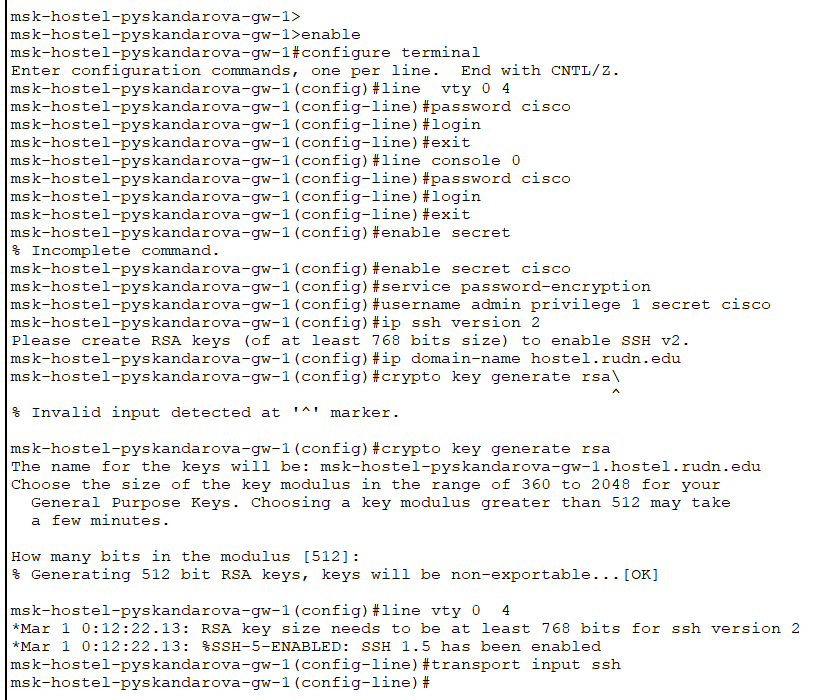 msk-hostel-pyskandarova-gw-1>
msk-hostel-pyskandarova-gw-1>enable
msk-hostel-pyskandarova-gw-1#configure terminal
Enter configuration commands, one per line.  End with CNTL/Z.
msk-hostel-pyskandarova-gw-1(config)#line  vty 0 4
msk-hostel-pyskandarova-gw-1(config-line)#password cisco
msk-hostel-pyskandarova-gw-1(config-line)#login
msk-hostel-pyskandarova-gw-1(config-line)#exit
msk-hostel-pyskandarova-gw-1(config)#line console 0
msk-hostel-pyskandarova-gw-1(config-line)#password cisco
msk-hostel-pyskandarova-gw-1(config-line)#login
msk-hostel-pyskandarova-gw-1(config-line)#exit
msk-hostel-pyskandarova-gw-1(config)#enable secret
% Incomplete command.
msk-hostel-pyskandarova-gw-1(config)#enable secret cisco
msk-hostel-pyskandarova-gw-1(config)#service password-encryption
msk-hostel-pyskandarova-gw-1(config)#username admin privilege 1 secret cisco
msk-hostel-pyskandarova-gw-1(config)#ip ssh version 2
Please create RSA keys (of at least 768 bits size) to enable SSH v2.
msk-hostel-pyskandarova-gw-1(config)#ip domain-name hostel.rudn.edu
msk-hostel-pyskandarova-gw-1(config)#crypto key generate rsa\
^
% Invalid input detected at '^' marker.
msk-hostel-pyskandarova-gw-1(config)#crypto key generate rsa
The name for the keys will be: msk-hostel-pyskandarova-gw-1.hostel.rudn.edu
Choose the size of the key modulus in the range of 360 to 2048 for your
General Purpose Keys. Choosing a key modulus greater than 512 may take
a few minutes.
How many bits in the modulus [512]:
% Generating 512 bit RSA keys, keys will be non-exportable...[OK]
msk-hostel-pyskandarova-gw-1(config)#line vty 0  4
*Mar 1 0:12:22.13: RSA key size needs to be at least 768 bits for ssh version 2
*Mar 1 0:12:22.13: %SSH-5-ENABLED: SSH 1.5 has been enabled
msk-hostel-pyskandarova-gw-1(config-line)#transport input ssh
msk-hostel-pyskandarova-gw-1(config-line)#